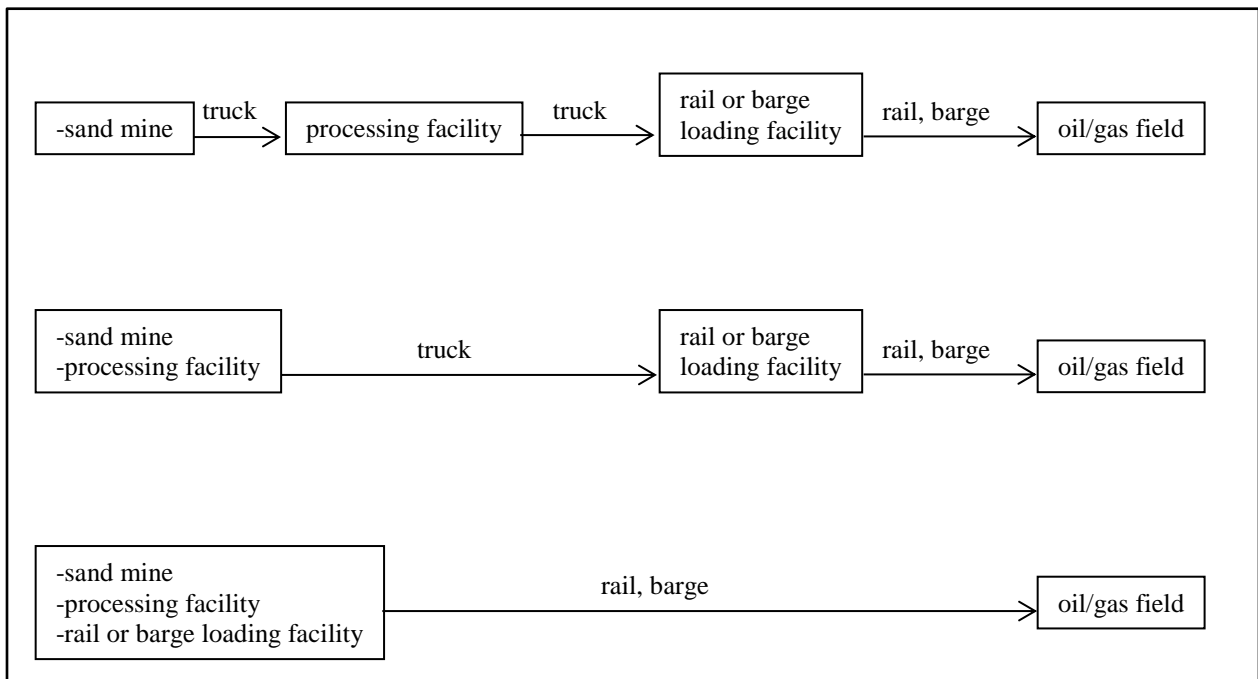 truck
truck
rail or barge
rail, barge
-sand mine
processing facility
loading facility
oil/gas field
-sand mine
-processing facility
truck
rail or barge
loading facility
rail, barge
oil/gas field
-sand mine
-processing facility
-rail or barge loading facility
rail, barge
oil/gas field